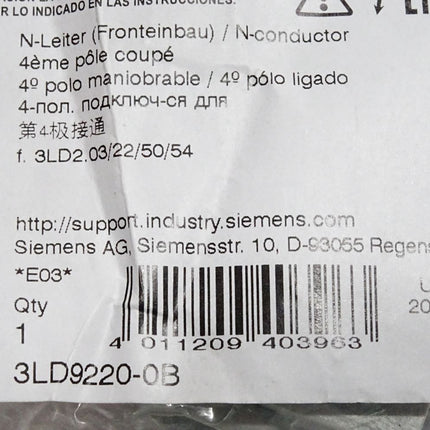 R LO INDICADO EN LAS INSTRUCCIONES.
N-Leiter (Fronteinbau) / N-conductor
4ème pôle coupé
4º polo maniobrable / 4º pólo ligado
4-пол. подключ-ся для
第4极接通
f. 3LD2.03/22/50/54
http://support.industry.siemens.com
Siemens AG, Siemensstr. 10, D-93055 Regens
*E03*
Qty
1
4 011209 403963
3LD9220-0B
20